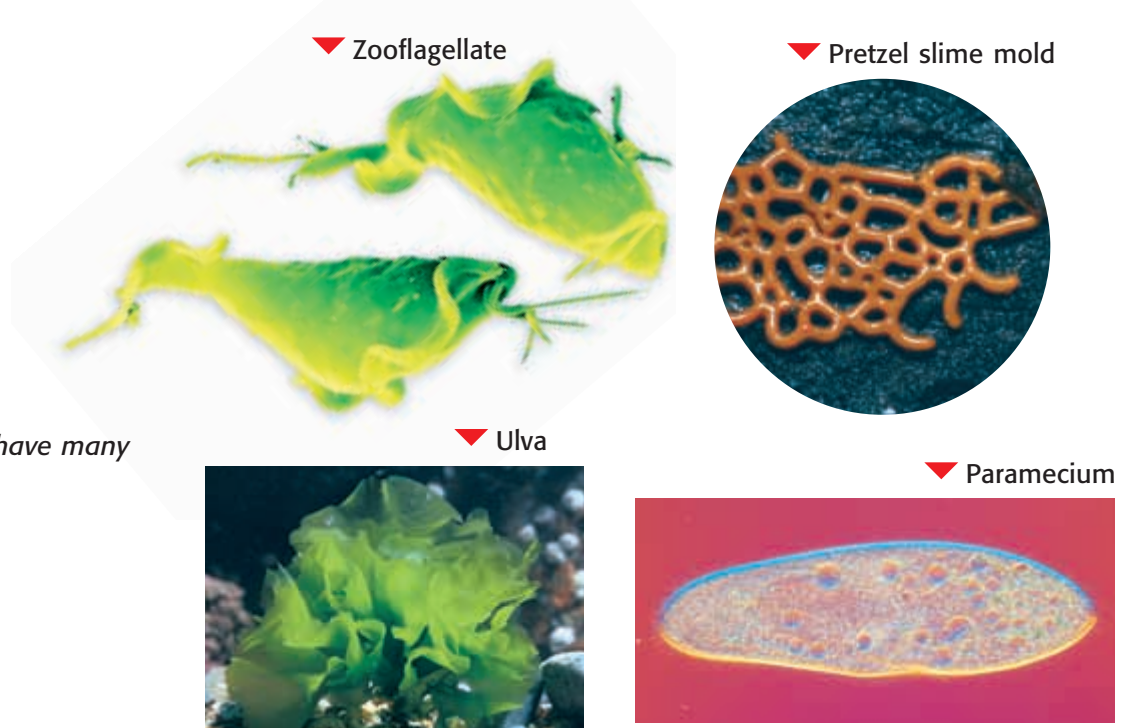 Zooflagellate
Pretzel slime mold
have many
Ulva
Paramecium